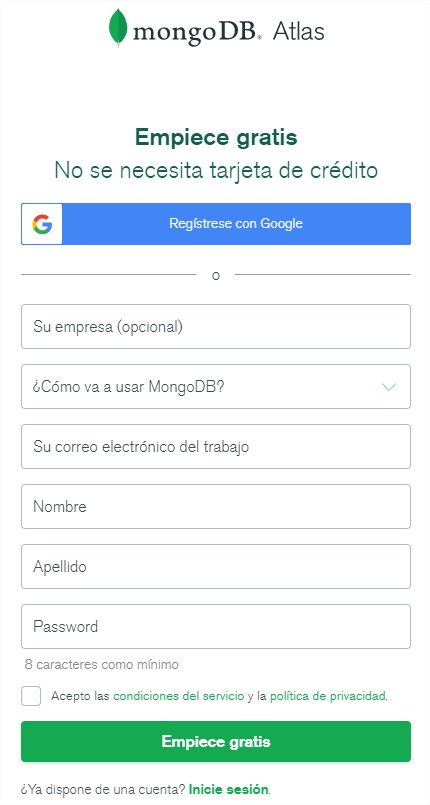 mongoDB® Atlas
Empiece gratis
No se necesita tarjeta de crédito
Regístrese con Google
o
Su empresa (opcional)
¿Cómo va a usar MongoDB?
Su correo electrónico del trabajo
Nombre
Apellido
Password
8 caracteres como mínimo
Acepto las condiciones del servicio y la política de privacidad.
Empiece gratis
¿Ya dispone de una cuenta? Inicie sesión.